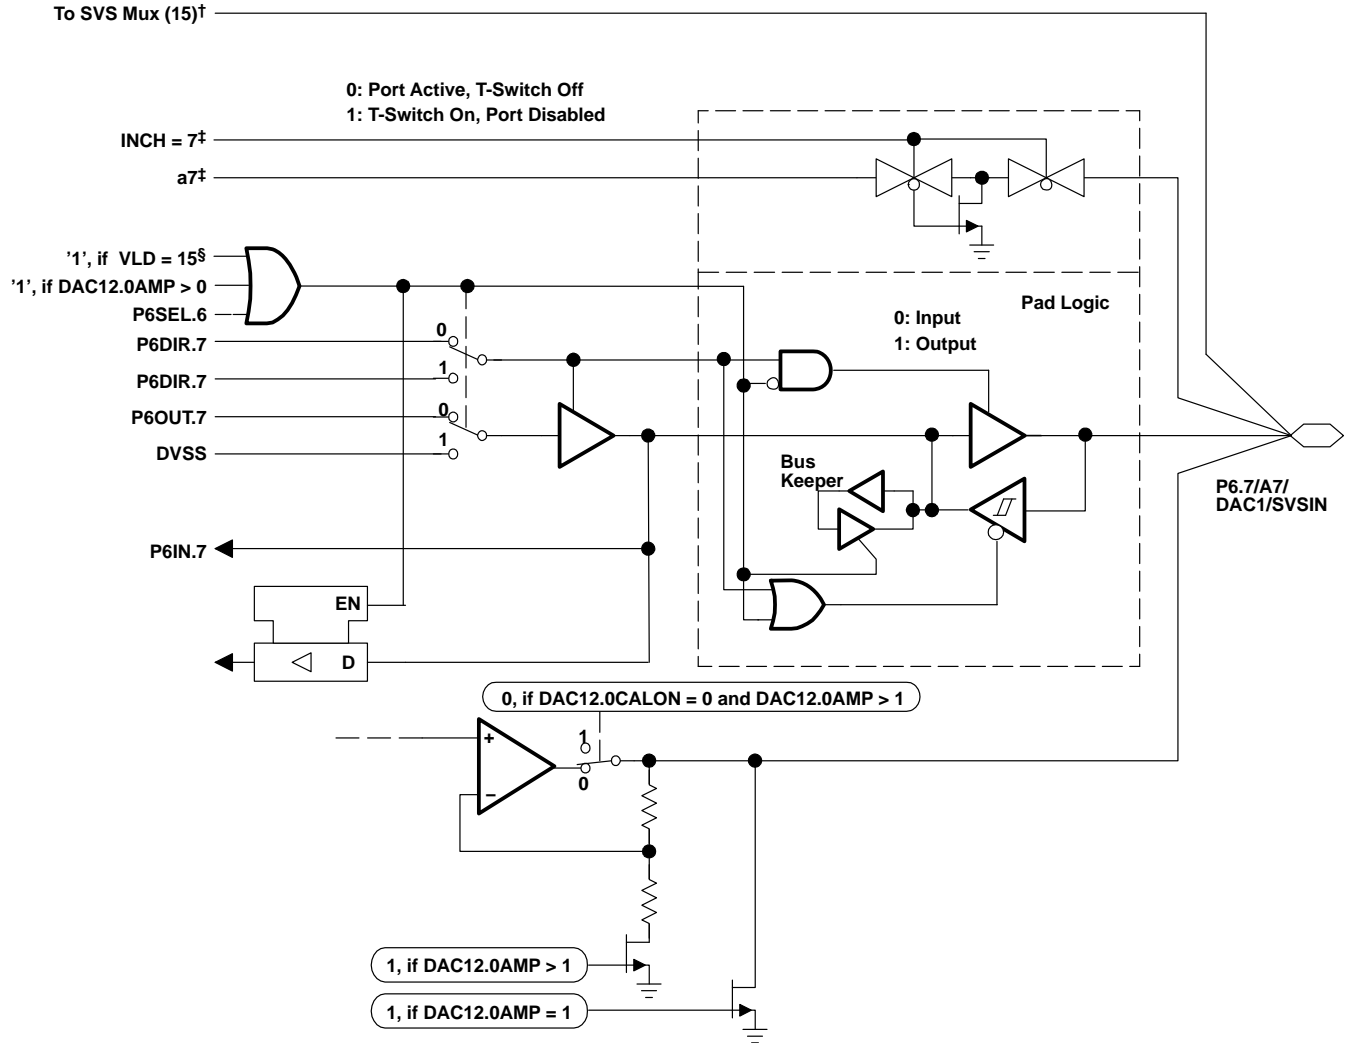 To SVS Mux (15)†
0: Port Active, T-Switch Off
1: T-Switch On, Port Disabled
INCH = 7‡
a7‡
’1’, if VLD = 15§
’1’, if DAC12.0AMP > 0
P6SEL.6
P6DIR.7
0
P6DIR.7
1
P6OUT.7
0
DVSS
1
Pad Logic
0: Input
1: Output
Bus
Keeper
P6.7/A7/
DAC1/SVSIN
P6IN.7
EN
D
0, if DAC12.0CALON = 0 and DAC12.0AMP > 1
+
−
1
0
1, if DAC12.0AMP > 1
1, if DAC12.0AMP = 1